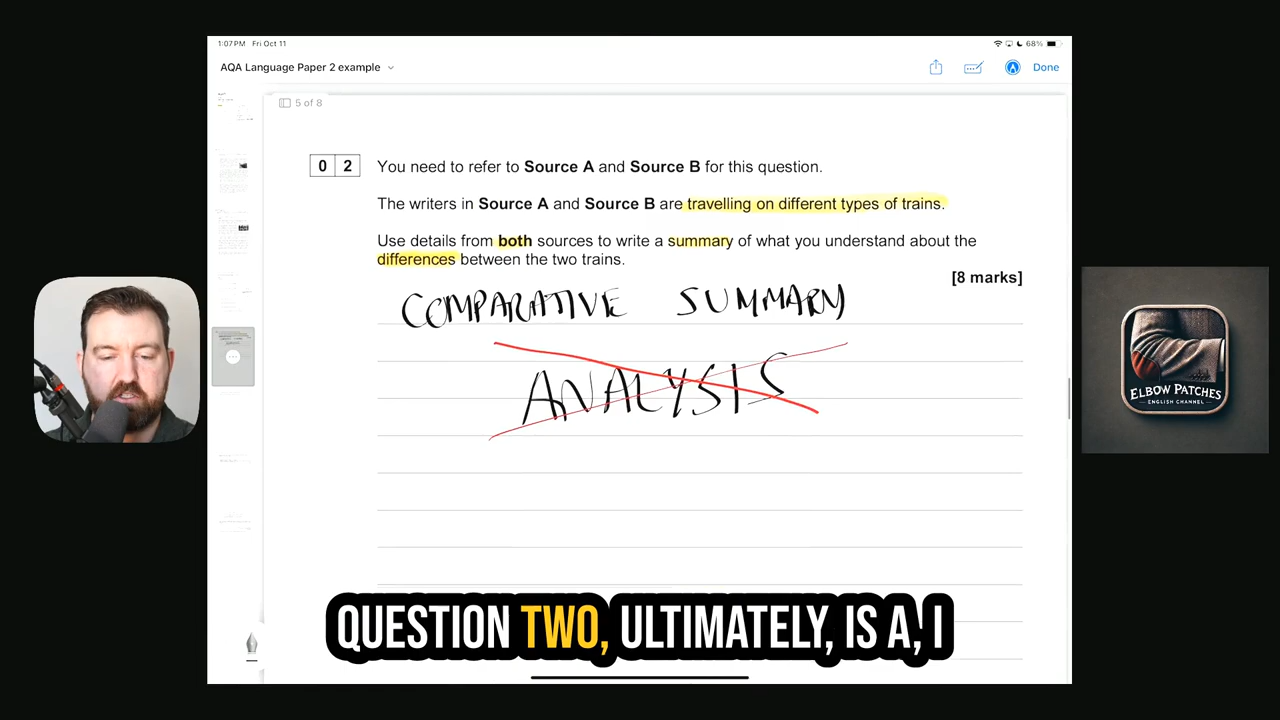 1:07 PM Fri Oct 11
68%
AQA Language Paper 2 example
Done
5 of 8
0 2
You need to refer to Source A and Source B for this question.
The writers in Source A and Source B are travelling on different types of trains.
Use details from both sources to write a summary of what you understand about the
differences between the two trains.
[8 marks]
COMPARATIVE SUMMARY
ANALYSIS
ELBOW PATCHES
ENGLISH CHANNEL
QUESTION TWO, ULTIMATELY, IS A, I